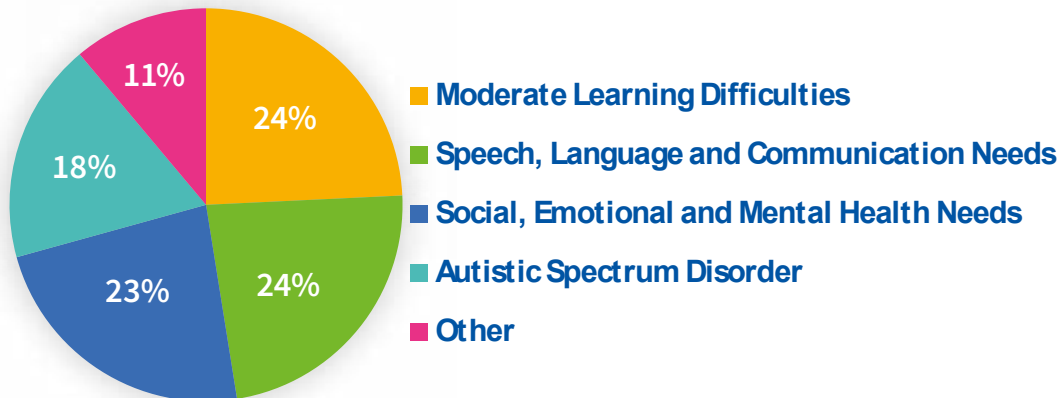 11%
24%
Moderate Learning Difficulties
18%
Speech, Language and Communication Needs
Social, Emotional and Mental Health Needs
Autistic Spectrum Disorder
23%
24%
Other